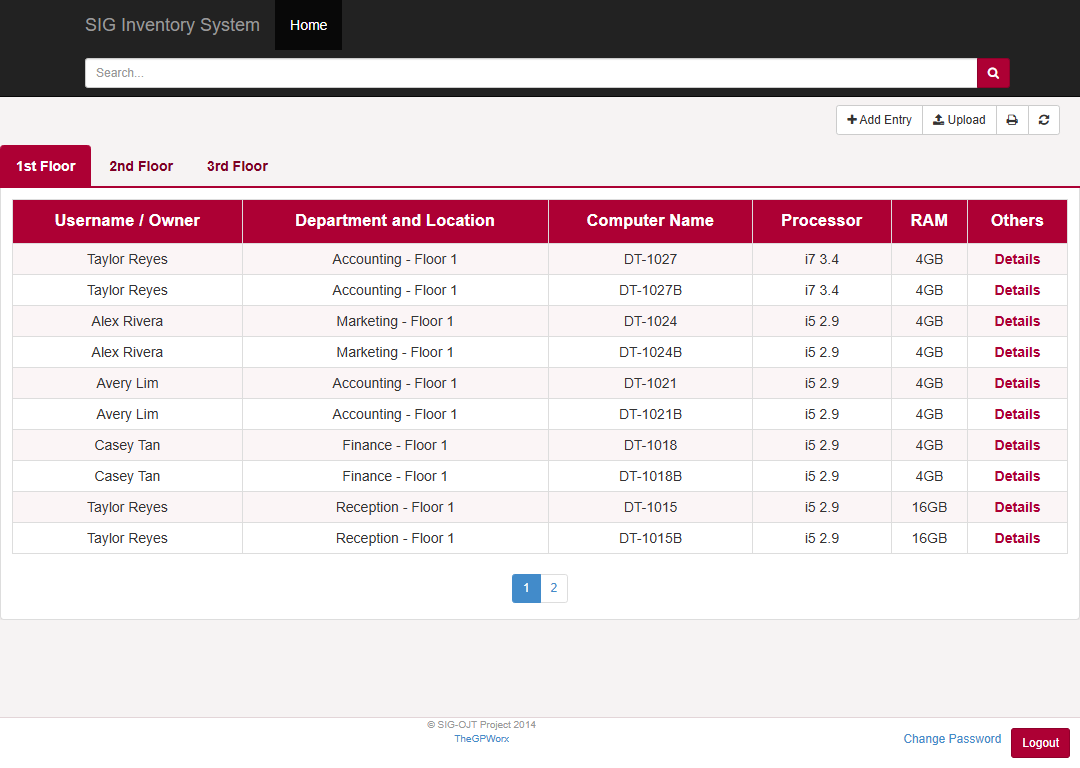 SIG Inventory System Home
Search...
Add Entry Upload
1st Floor 2nd Floor 3rd Floor
Username / Owner Department and Location Computer Name Processor RAM Others
Taylor Reyes Accounting - Floor 1 DT-1027 i7 3.4 4GB Details
Taylor Reyes Accounting - Floor 1 DT-1027B i7 3.4 4GB Details
Alex Rivera Marketing - Floor 1 DT-1024 i5 2.9 4GB Details
Alex Rivera Marketing - Floor 1 DT-1024B i5 2.9 4GB Details
Avery Lim Accounting - Floor 1 DT-1021 i5 2.9 4GB Details
Avery Lim Accounting - Floor 1 DT-1021B i5 2.9 4GB Details
Casey Tan Finance - Floor 1 DT-1018 i5 2.9 4GB Details
Casey Tan Finance - Floor 1 DT-1018B i5 2.9 4GB Details
Taylor Reyes Reception - Floor 1 DT-1015 i5 2.9 16GB Details
Taylor Reyes Reception - Floor 1 DT-1015B i5 2.9 16GB Details
1 2
© SIG-OJT Project 2014
TheGPWorx
Change Password Logout